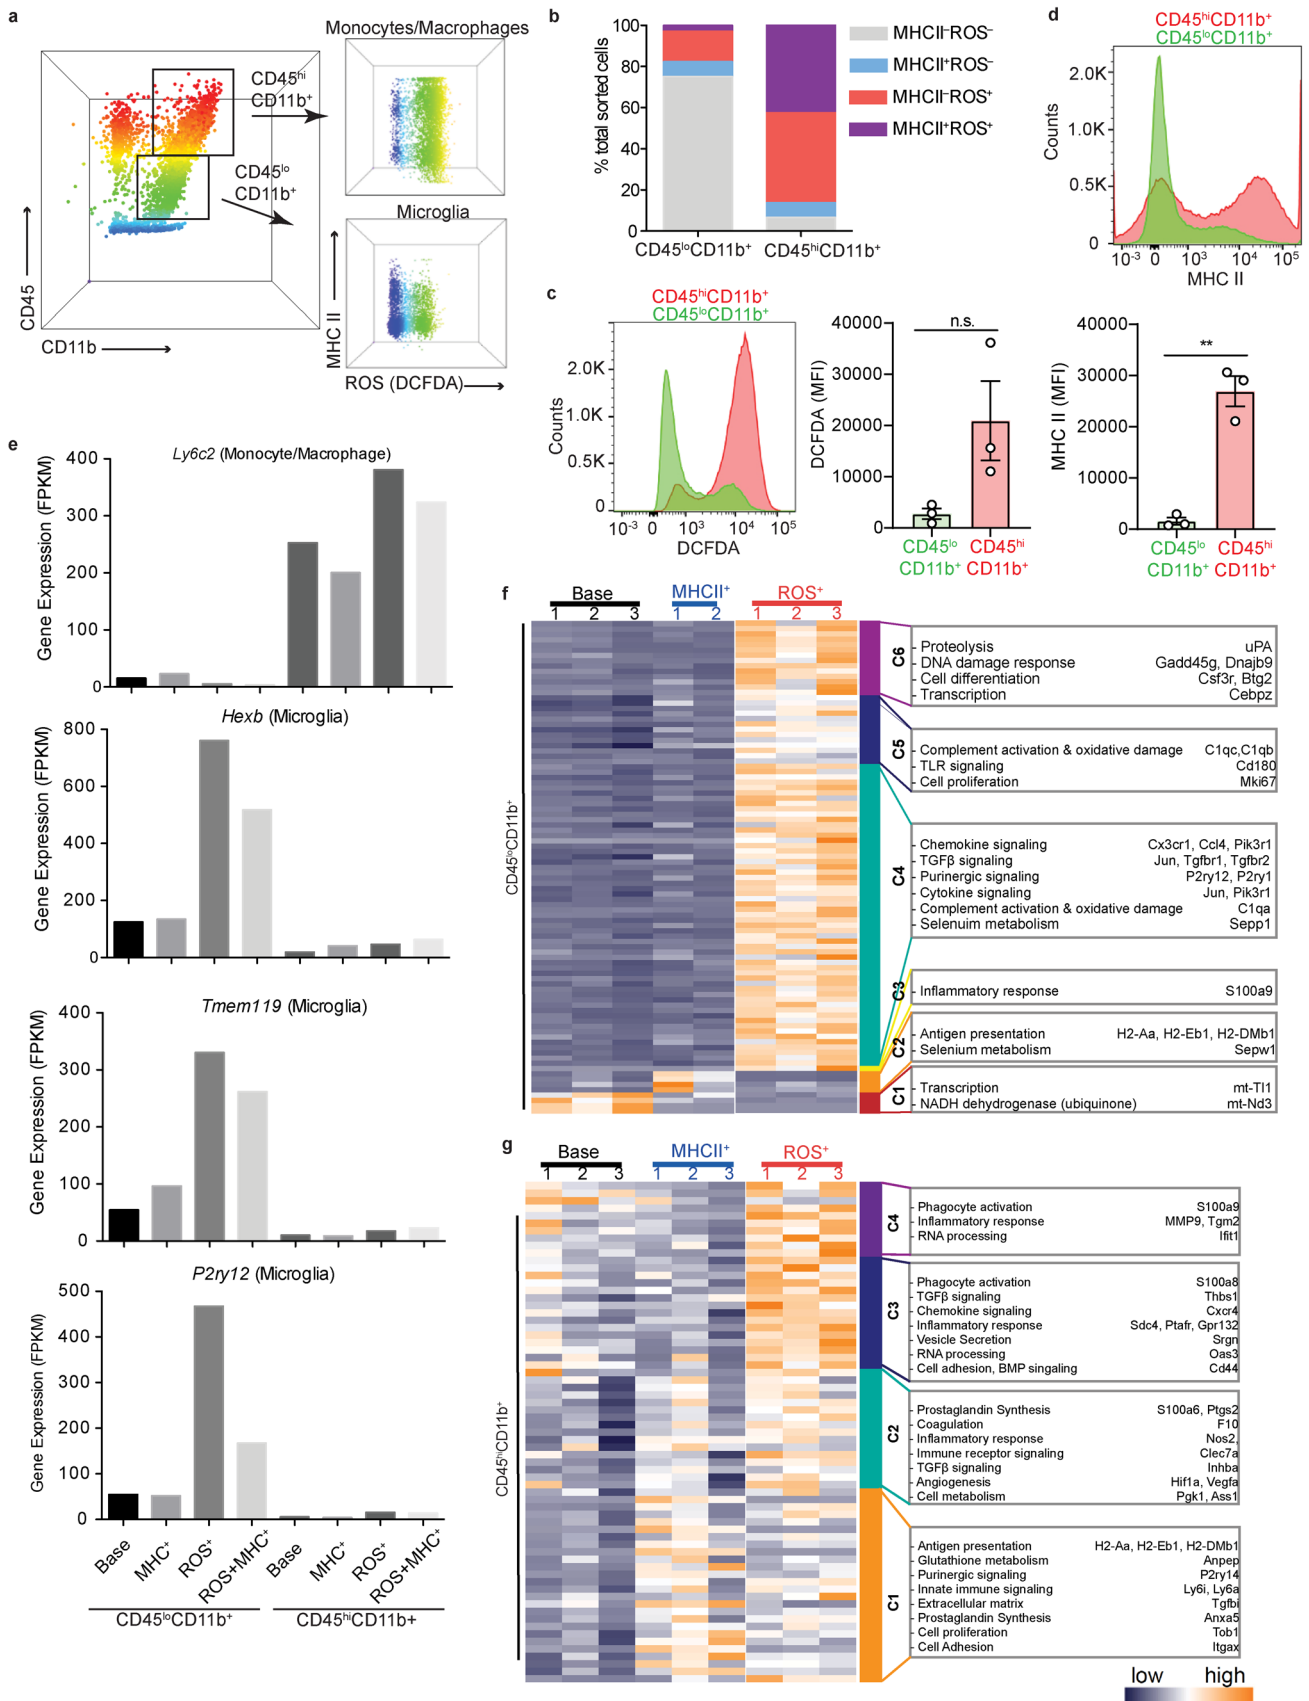 a
Monocytes/Macrophages
CD45hi
CD11b+
CD45lo
CD11b+
Microglia
CD45
CD11b
MHC II
ROS (DCFDA)
b
100
80
60
40
20
0
% total sorted cells
CD45loCD11b+
CD45hiCD11b+
MHCII–ROS–
MHCII+ROS–
MHCII–ROS+
MHCII+ROS+
d
CD45hiCD11b+
CD45loCD11b+
2.0K
1.0K
0.5K
0
Counts
10-3 0 103 104 105
MHC II
c
CD45hiCD11b+
CD45loCD11b+
2.0K
1.0K
0.5K
0
Counts
10-3 0 103 104 105
DCFDA
n.s.
40000
30000
20000
10000
0
DCFDA (MFI)
CD45lo
CD11b+
CD45hi
CD11b+
**
40000
30000
20000
10000
0
MHC II (MFI)
CD45lo
CD11b+
CD45hi
CD11b+
e
Ly6c2 (Monocyte/Macrophage)
400
300
200
100
0
Gene Expression (FPKM)
Hexb (Microglia)
800
600
400
200
0
Gene Expression (FPKM)
Tmem119 (Microglia)
400
300
200
100
0
Gene Expression (FPKM)
P2ry12 (Microglia)
500
400
300
200
100
0
Gene Expression (FPKM)
Base
MHC+
ROS+
ROS+MHC+
Base
MHC+
ROS+
ROS+MHC+
CD45loCD11b+
CD45hiCD11b+
f
Base
MHCII+
ROS+
1 2 3 1 2 1 2 3
CD45loCD11b+
C6
Proteolysis uPA
DNA damage response Gadd45g, Dnajb9
Cell differentiation Csf3r, Btg2
Transcription Cebpz
C5
Complement activation & oxidative damage C1qc,C1qb
TLR signaling Cd180
Cell proliferation Mki67
C4
Chemokine signaling Cx3cr1, Ccl4, Pik3r1
TGFβ signaling Jun, Tgfbr1, Tgfbr2
Purinergic signaling P2ry12, P2ry1
Cytokine signaling Jun, Pik3r1
Complement activation & oxidative damage C1qa
Selenuim metabolism Sepp1
C3
Inflammatory response S100a9
C2
Antigen presentation H2-Aa, H2-Eb1, H2-DMb1
Selenium metabolism Sepw1
C1
Transcription mt-Tl1
NADH dehydrogenase (ubiquinone) mt-Nd3
g
Base
MHCII+
ROS+
1 2 3 1 2 3 1 2 3
CD45hiCD11b+
C4
Phagocyte activation S100a9
Inflammatory response MMP9, Tgm2
RNA processing Ifit1
C3
Phagocyte activation S100a8
TGFβ signaling Thbs1
Chemokine signaling Cxcr4
Inflammatory response Sdc4, Ptafr, Gpr132
Vesicle Secretion Srgn
RNA processing Oas3
Cell adhesion, BMP singaling Cd44
C2
Prostaglandin Synthesis S100a6, Ptgs2
Coagulation F10
Inflammatory response Nos2,
Immune receptor signaling Clec7a
TGFβ signaling Inhba
Angiogenesis Hif1a, Vegfa
Cell metabolism Pgk1, Ass1
C1
Antigen presentation H2-Aa, H2-Eb1, H2-DMb1
Glutathione metabolism Anpep
Purinergic signaling P2ry14
Innate immune signaling Ly6i, Ly6a
Extracellular matrix Tgfbi
Prostaglandin Synthesis Anxa5
Cell proliferation Tob1
Cell Adhesion Itgax
low high